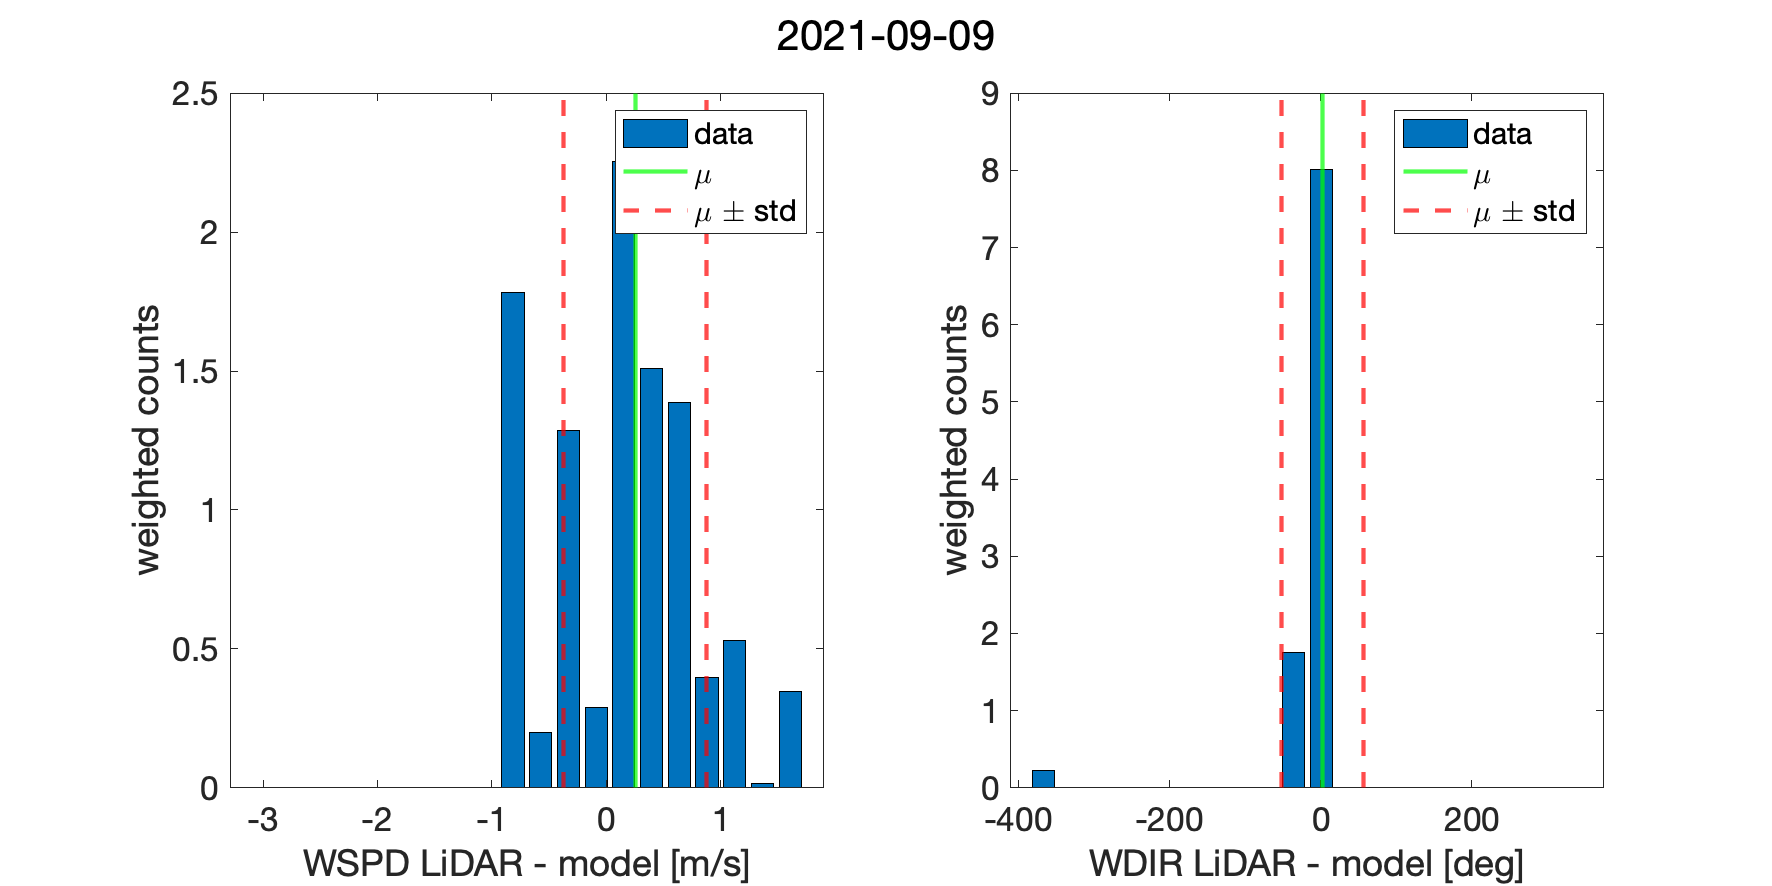 2021-09-09
2.5
2
1.5
1
0.5
0
-3 -2 -1 0 1
weighted counts
WSPD LiDAR - model [m/s]
data
μ
μ ± std
9
8
7
6
5
4
3
2
1
0
-400 -200 0 200
weighted counts
WDIR LiDAR - model [deg]
data
μ
μ ± std